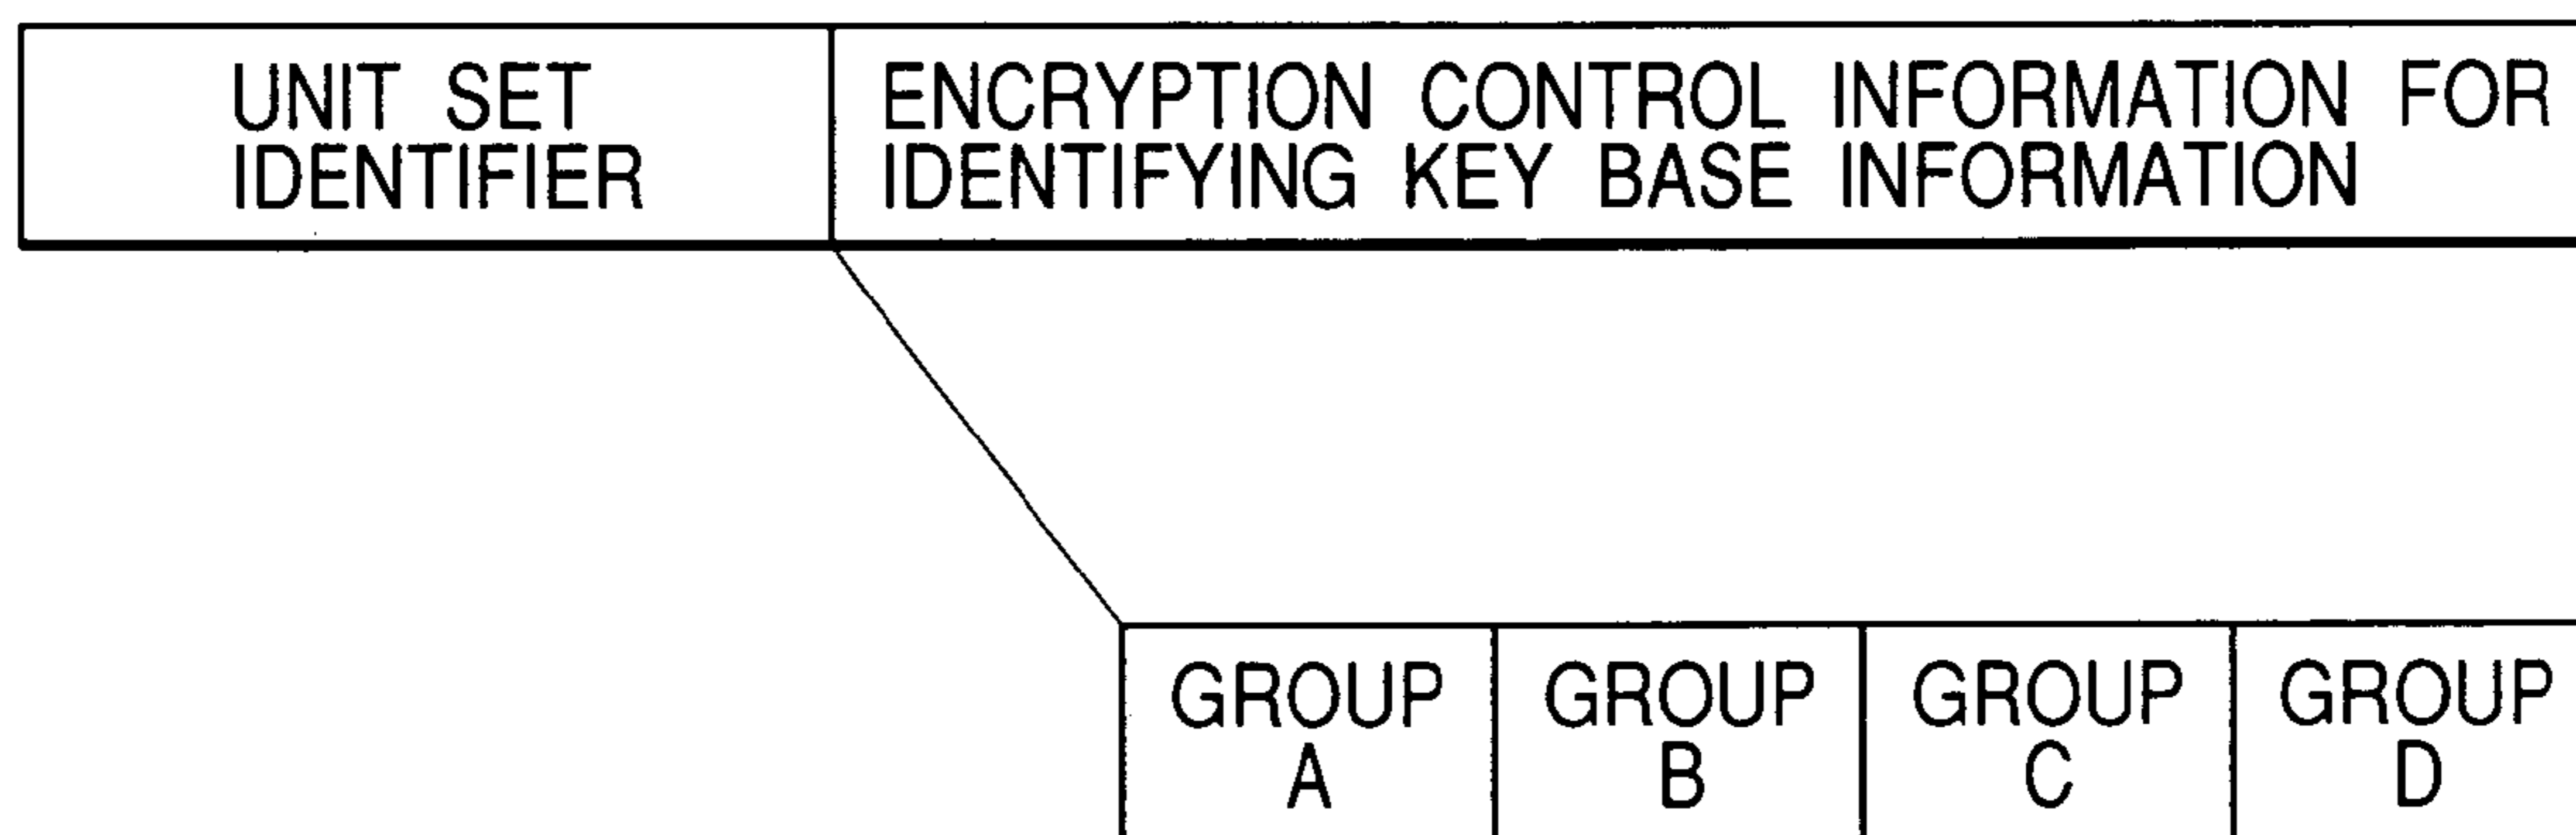 UNIT SET
IDENTIFIER
ENCRYPTION CONTROL INFORMATION FOR
IDENTIFYING KEY BASE INFORMATION
GROUP
A
GROUP
B
GROUP
C
GROUP
D